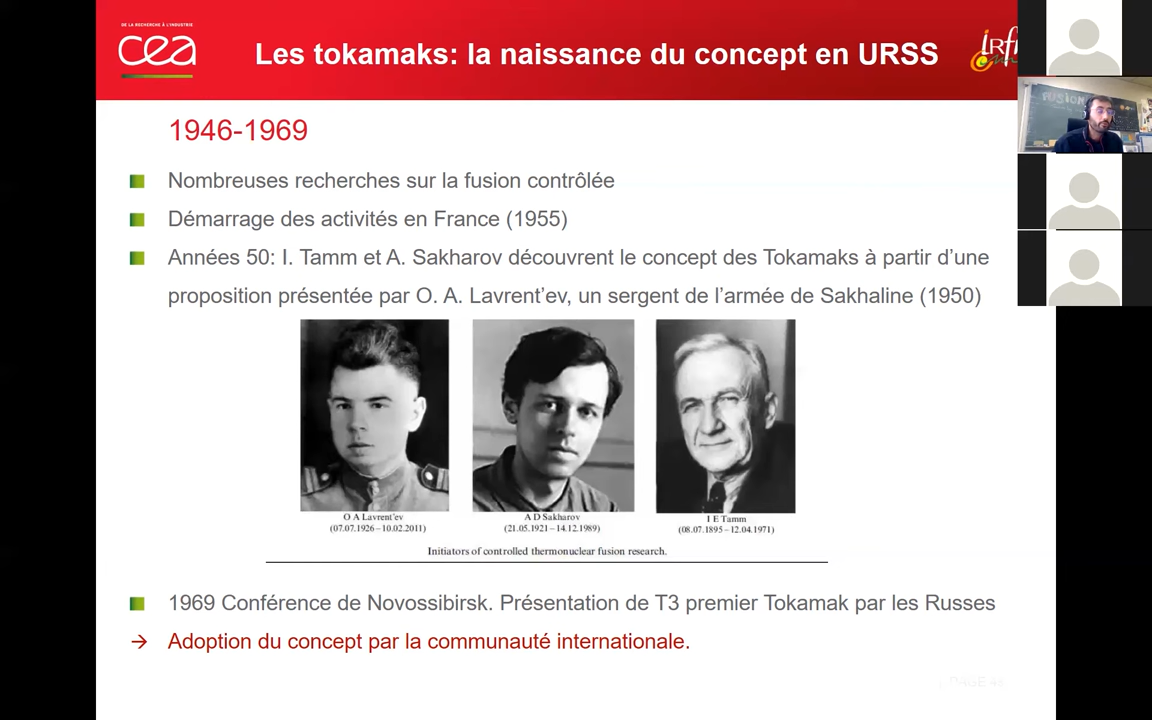 DE LA RECHERCHE À L'INDUSTRIE
cea
Les tokamaks: la naissance du concept en URSS
1946-1969
Nombreuses recherches sur la fusion contrôlée
Démarrage des activités en France (1955)
Années 50: I. Tamm et A. Sakharov découvrent le concept des Tokamaks à partir d'une
proposition présentée par O. A. Lavrent'ev, un sergent de l'armée de Sakhaline (1950)
O A Lavrent'ev
(07.07.1926 – 10.02.2011)
A D Sakharov
(21.05.1921 – 14.12.1989)
I E Tamm
(08.07.1895 – 12.04.1971)
Initiators of controlled thermonuclear fusion research.
1969 Conférence de Novossibirsk. Présentation de T3 premier Tokamak par les Russes
→ Adoption du concept par la communauté internationale.
FUSION